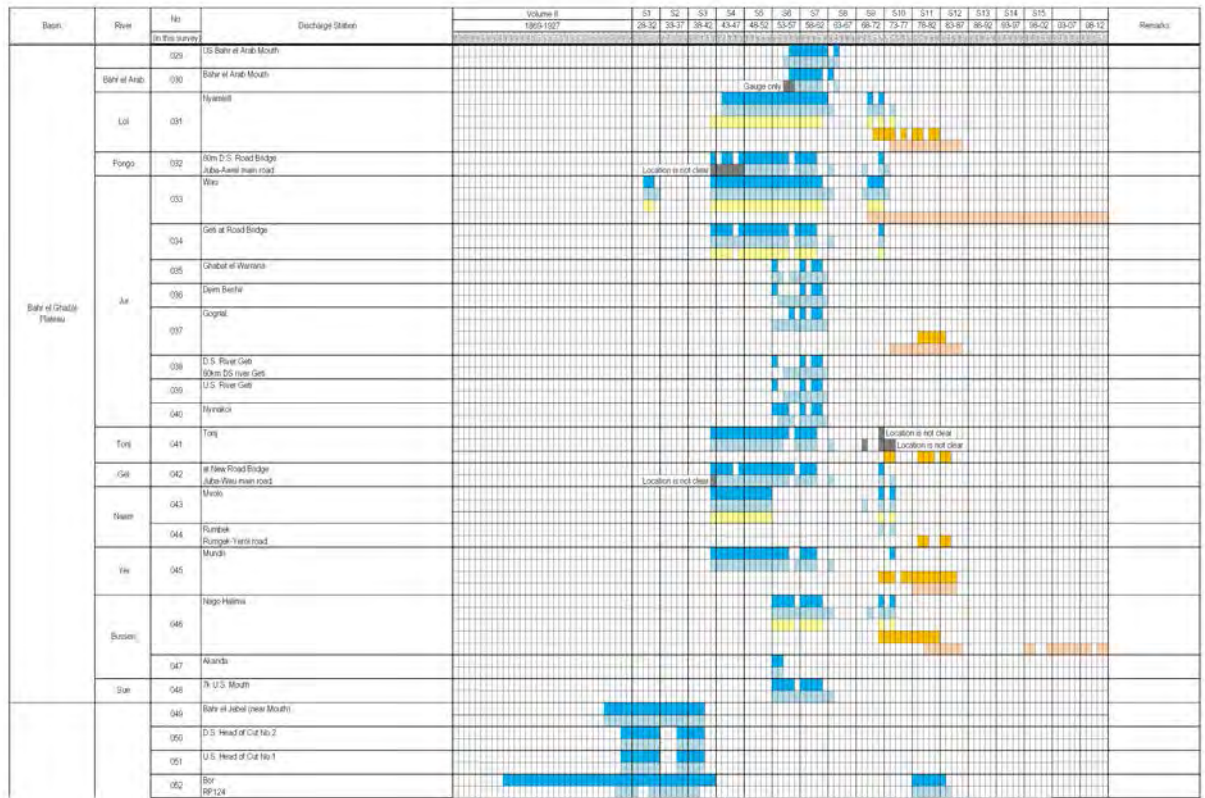 Basin River No. Discharge Station Volume II S1 S2 S3 S4 S5 S6 S7 S8 S9 S10 S11 S12 S13 S14 S15 Remarks
(in this survey) 1869-1927 28-32 33-37 38-42 43-47 48-52 53-57 58-62 63-67 68-72 73-77 78-82 83-87 88-92 93-97 98-02 03-07 08-12
029 US Bahr el Arab Mouth
Bahr el Arab 030 Bahr el Arab Mouth
Gauge only
Lol 031 Nyamlell
Pongo 032 60m D.S. Road Bridge
Juba-Aweil main road Location is not clear
Bahr el Ghazal Plateau
Jur
033 Wau
034 Geti at Road Bridge
035 Ghabat el Warrana
036 Deim Beshir
037 Gogrial
038 D.S. River Geti
60km DS river Geti
039 U.S. River Geti
040 Nyinakok
Tonj 041 Tonj Location is not clear
Location is not clear
Gel 042 at New Road Bridge
Juba-Wau main road Location is not clear
Naam 043 Mvolo
044 Rumbek
Rumgek-Yerol road
Yei 045 Mundri
Busseri 046 Nago Halima
047 Akanda
Sue 048 7k U.S. Mouth
049 Bahr el Jebel (near Mouth)
050 D.S. Head of Cut No.2
051 U.S. Head of Cut No.1
052 Bor
RP124